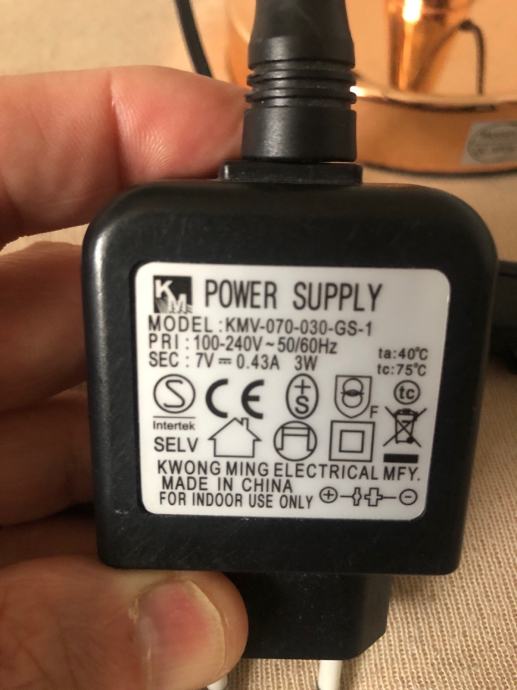 KM POWER SUPPLY
MODEL :KMV-070-030-GS-1
PRI : 100-240V~50/60Hz
SEC : 7V⎓0.43A 3W
ta:40°C
tc:75°C
S CE +S F tc
Intertek
SELV
KWONG MING ELECTRICAL MFY.
MADE IN CHINA
FOR INDOOR USE ONLY + -